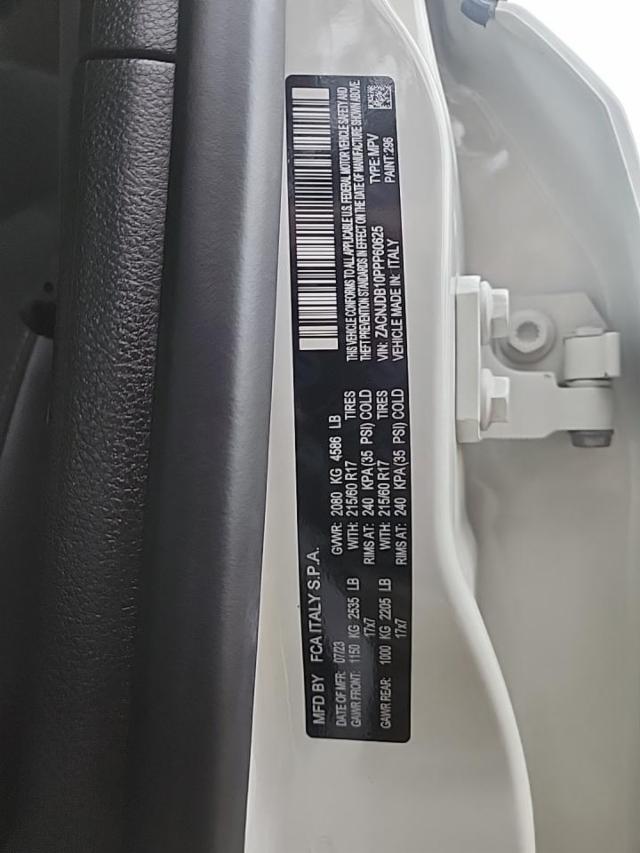 MFD BY FCA ITALY S.P.A.
DATE OF MFR: 07/23 GVWR: 2080 KG 4586 LB
GAWR FRONT: 1150 KG 2535 LB WITH: 215/60 R17 TIRES
17x7 RIMS AT: 240 KPA(35 PSI) COLD
GAWR REAR: 1000 KG 2205 LB WITH: 215/60 R17 TIRES
17x7 RIMS AT: 240 KPA(35 PSI) COLD
THIS VEHICLE CONFORMS TO ALL APPLICABLE U.S. FEDERAL MOTOR VEHICLE SAFETY AND
THEFT PREVENTION STANDARDS IN EFFECT ON THE DATE OF MANUFACTURE SHOWN ABOVE.
VIN: ZACNJDB10PPP60625 TYPE: MPV
VEHICLE MADE IN: ITALY PAINT: 296